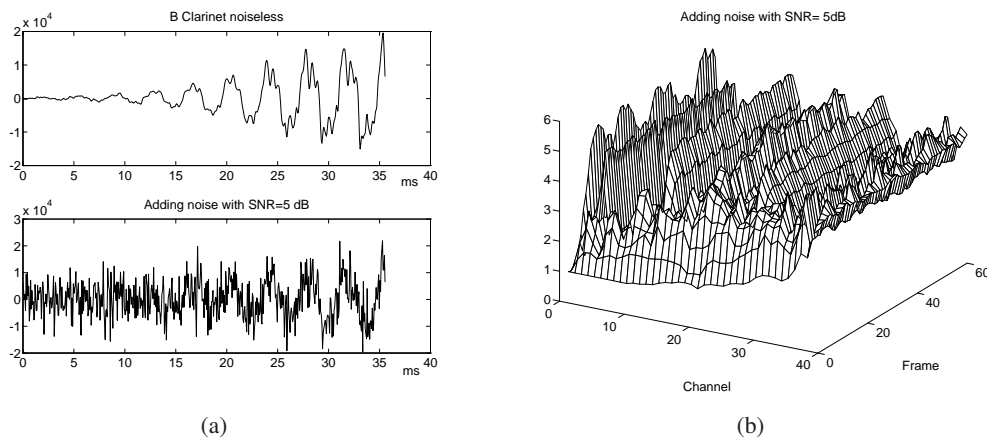 B Clarinet noiseless
x 10^4
2
1
0
-1
-2
0 5 10 15 20 25 30 35 40
ms
Adding noise with SNR=5 dB
x 10^4
3
2
1
0
-1
-2
0 5 10 15 20 25 30 35 40
ms
(a)
Adding noise with SNR= 5dB
6
5
4
3
2
1
0
0 10 20 30 40
Channel
0 20 40 60
Frame
(b)